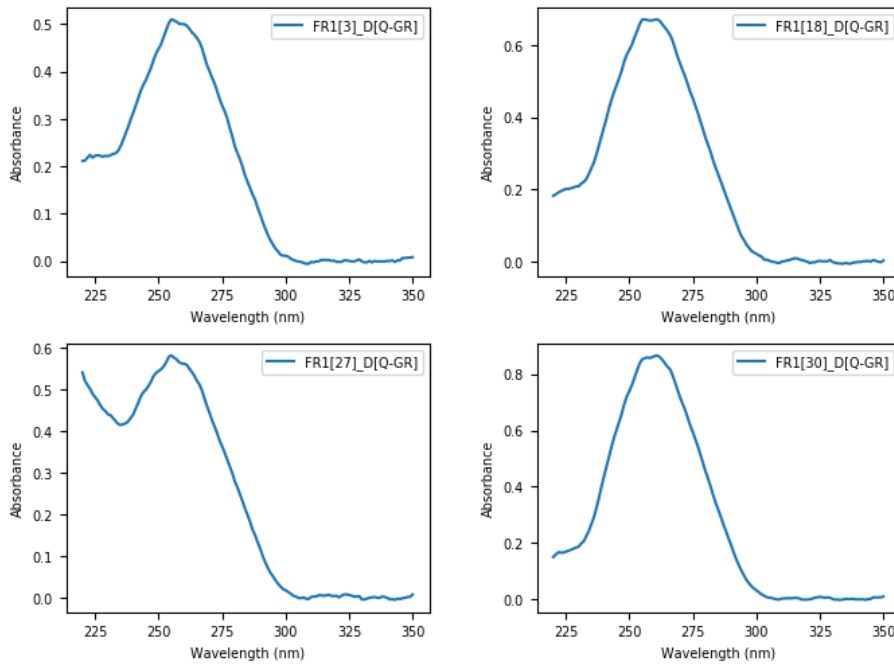 FR1[3]_D[Q-GR]
0.5
0.4
0.3
0.2
0.1
0.0
Absorbance
225 250 275 300 325 350
Wavelength (nm)
FR1[18]_D[Q-GR]
0.6
0.4
0.2
0.0
Absorbance
225 250 275 300 325 350
Wavelength (nm)
FR1[27]_D[Q-GR]
0.6
0.5
0.4
0.3
0.2
0.1
0.0
Absorbance
225 250 275 300 325 350
Wavelength (nm)
FR1[30]_D[Q-GR]
0.8
0.6
0.4
0.2
0.0
Absorbance
225 250 275 300 325 350
Wavelength (nm)